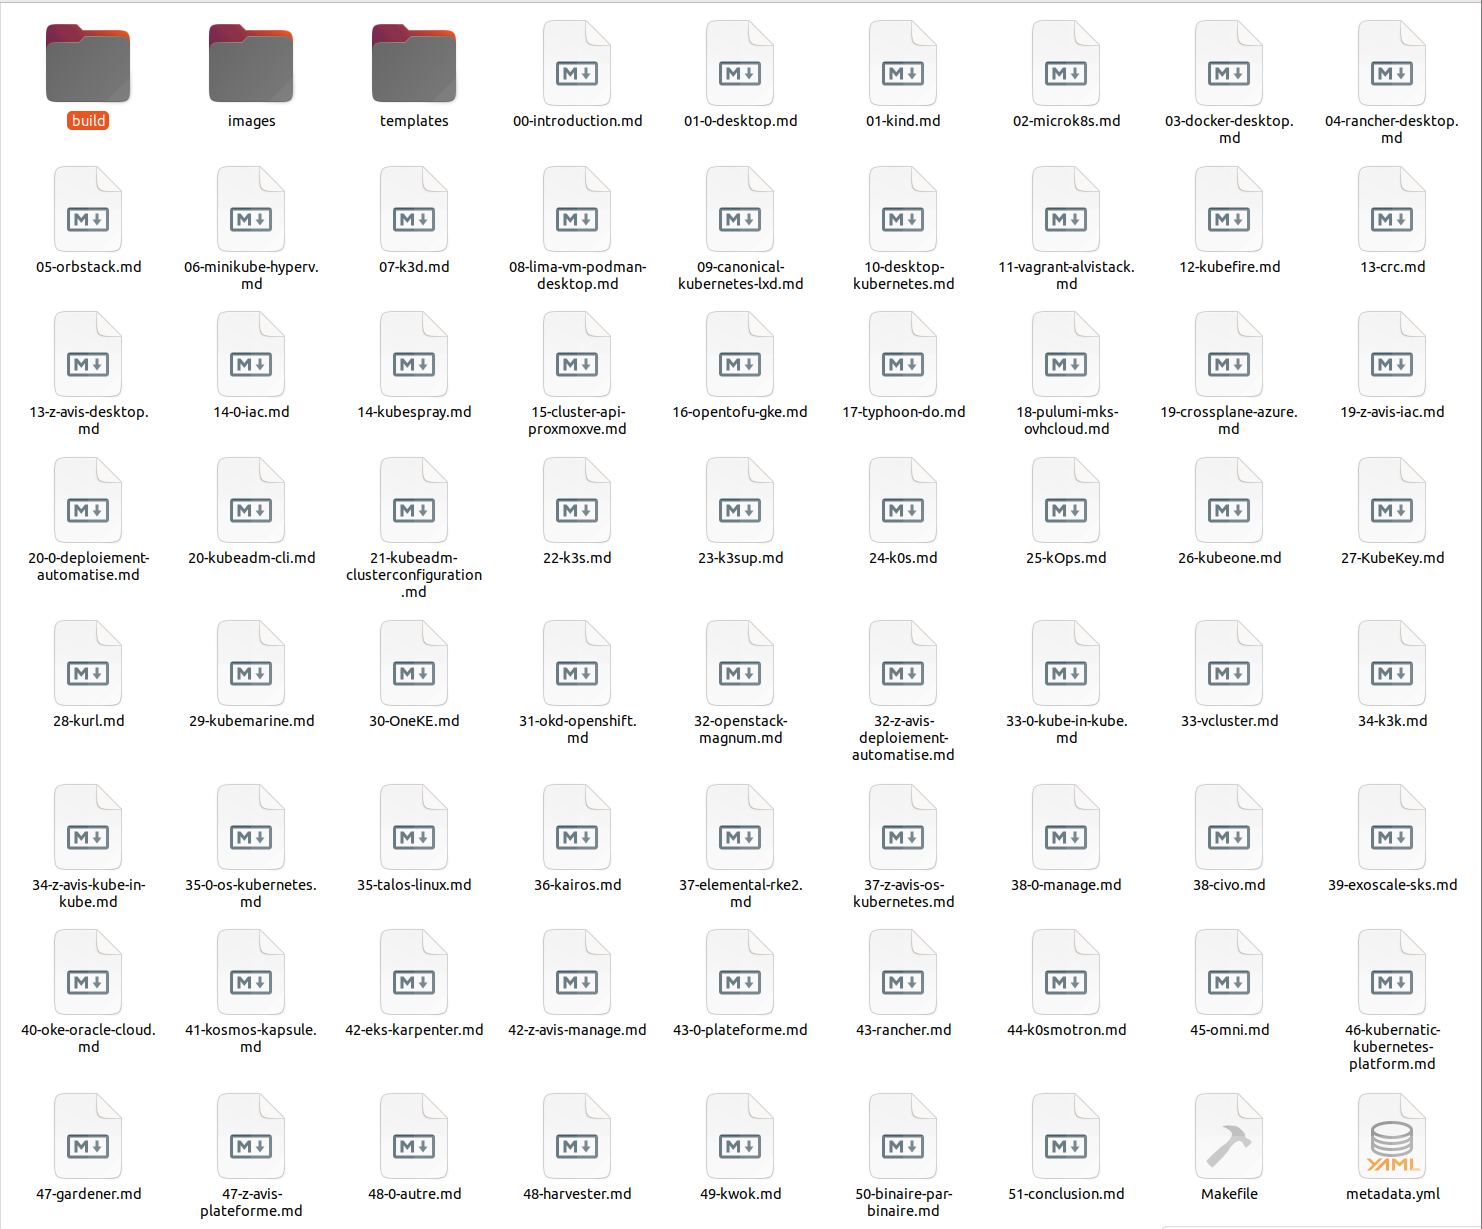 build
images
templates
00-introduction.md
01-0-desktop.md
01-kind.md
02-microk8s.md
03-docker-desktop.
md
04-rancher-desktop.
md
05-orbstack.md
06-minikube-hyperv.
md
07-k3d.md
08-lima-vm-podman-
desktop.md
09-canonical-
kubernetes-lxd.md
10-desktop-
kubernetes.md
11-vagrant-alvistack.
md
12-kubefire.md
13-crc.md
13-z-avis-desktop.
md
14-0-iac.md
14-kubespray.md
15-cluster-api-
proxmoxve.md
16-opentofu-gke.md
17-typhoon-do.md
18-pulumi-mks-
ovhcloud.md
19-crossplane-azure.
md
19-z-avis-iac.md
20-0-deploiement-
automatise.md
20-kubeadm-cli.md
21-kubeadm-
clusterconfiguration
.md
22-k3s.md
23-k3sup.md
24-k0s.md
25-kOps.md
26-kubeone.md
27-KubeKey.md
28-kurl.md
29-kubemarine.md
30-OneKE.md
31-okd-openshift.
md
32-openstack-
magnum.md
32-z-avis-
deploiement-
automatise.md
33-0-kube-in-kube.
md
33-vcluster.md
34-k3k.md
34-z-avis-kube-in-
kube.md
35-0-os-kubernetes.
md
35-talos-linux.md
36-kairos.md
37-elemental-rke2.
md
37-z-avis-os-
kubernetes.md
38-0-manage.md
38-civo.md
39-exoscale-sks.md
40-oke-oracle-cloud.
md
41-kosmos-kapsule.
md
42-eks-karpenter.md
42-z-avis-manage.md
43-0-plateforme.md
43-rancher.md
44-k0smotron.md
45-omni.md
46-kubernatic-
kubernetes-
platform.md
47-gardener.md
47-z-avis-
plateforme.md
48-0-autre.md
48-harvester.md
49-kwok.md
50-binaire-par-
binaire.md
51-conclusion.md
Makefile
metadata.yml